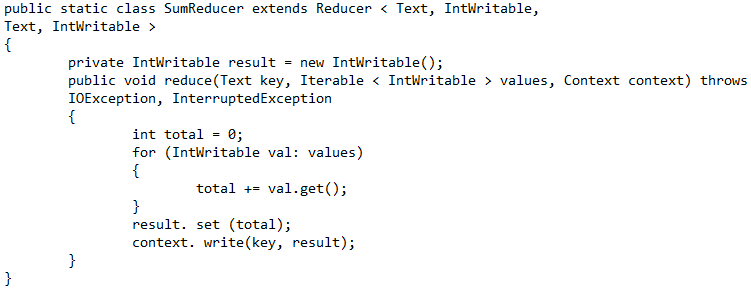 public static class SumReducer extends Reducer < Text, IntWritable,
Text, IntWritable >
{
private IntWritable result = new IntWritable();
public void reduce(Text key, Iterable < IntWritable > values, Context context) throws
IOException, InterruptedException
{
int total = 0;
for (IntWritable val: values)
{
total += val.get();
}
result. set (total);
context. write(key, result);
}
}